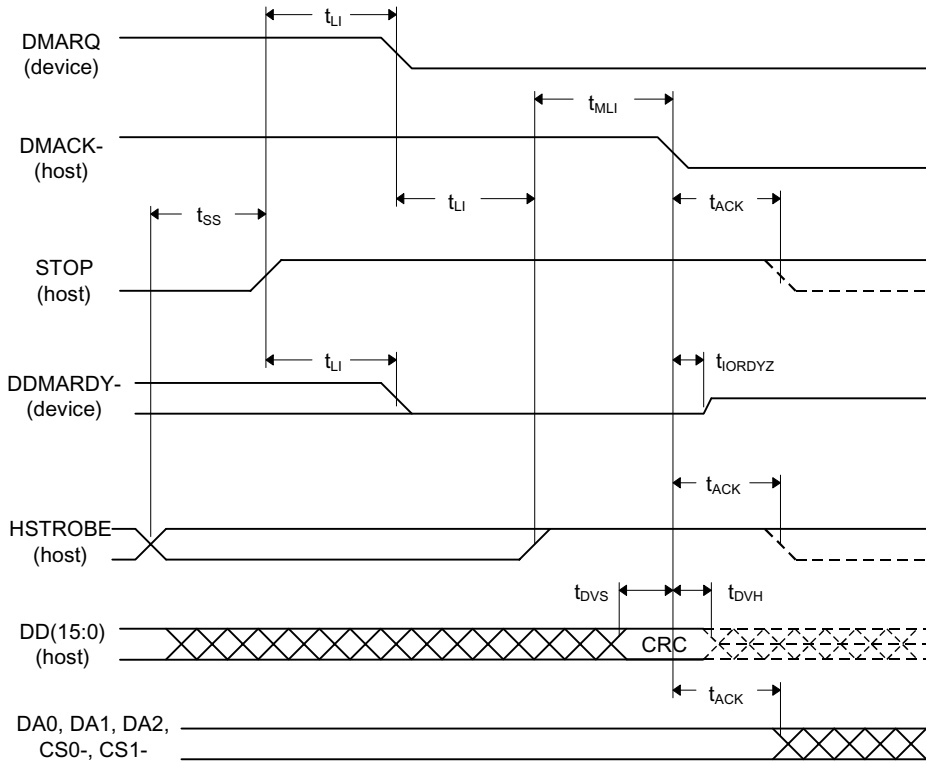 t_LI
DMARQ
(device)
t_MLI
DMACK-
(host)
t_SS
t_LI
t_ACK
STOP
(host)
t_LI
t_IORDYZ
DDMARDY-
(device)
t_ACK
HSTROBE
(host)
t_DVS
t_DVH
DD(15:0)
(host)
CRC
t_ACK
DA0, DA1, DA2,
CS0-, CS1-